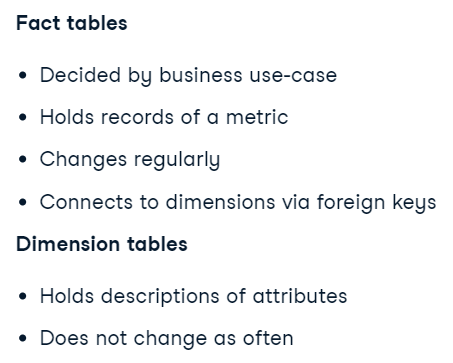 Fact tables
• Decided by business use-case
• Holds records of a metric
• Changes regularly
• Connects to dimensions via foreign keys
Dimension tables
• Holds descriptions of attributes
• Does not change as often